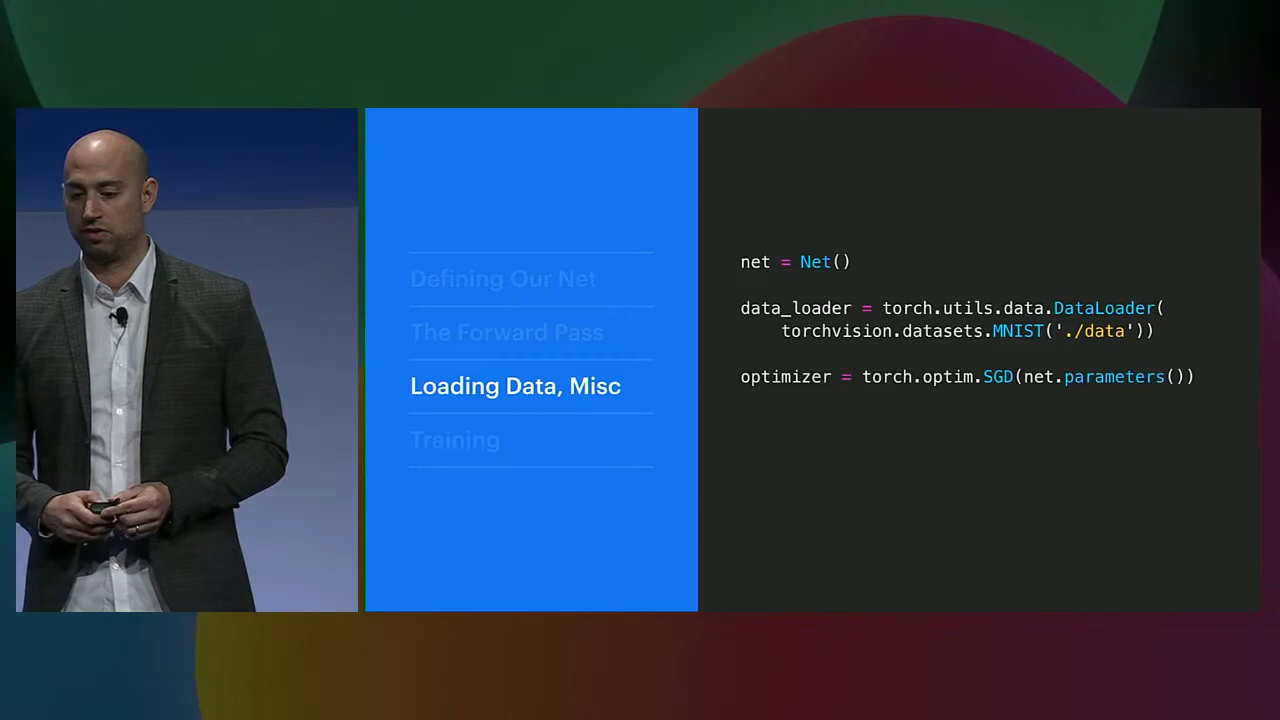 Defining Our Net
The Forward Pass
Loading Data, Misc
Training
net = Net()
data_loader = torch.utils.data.DataLoader(
torchvision.datasets.MNIST('./data'))
optimizer = torch.optim.SGD(net.parameters())